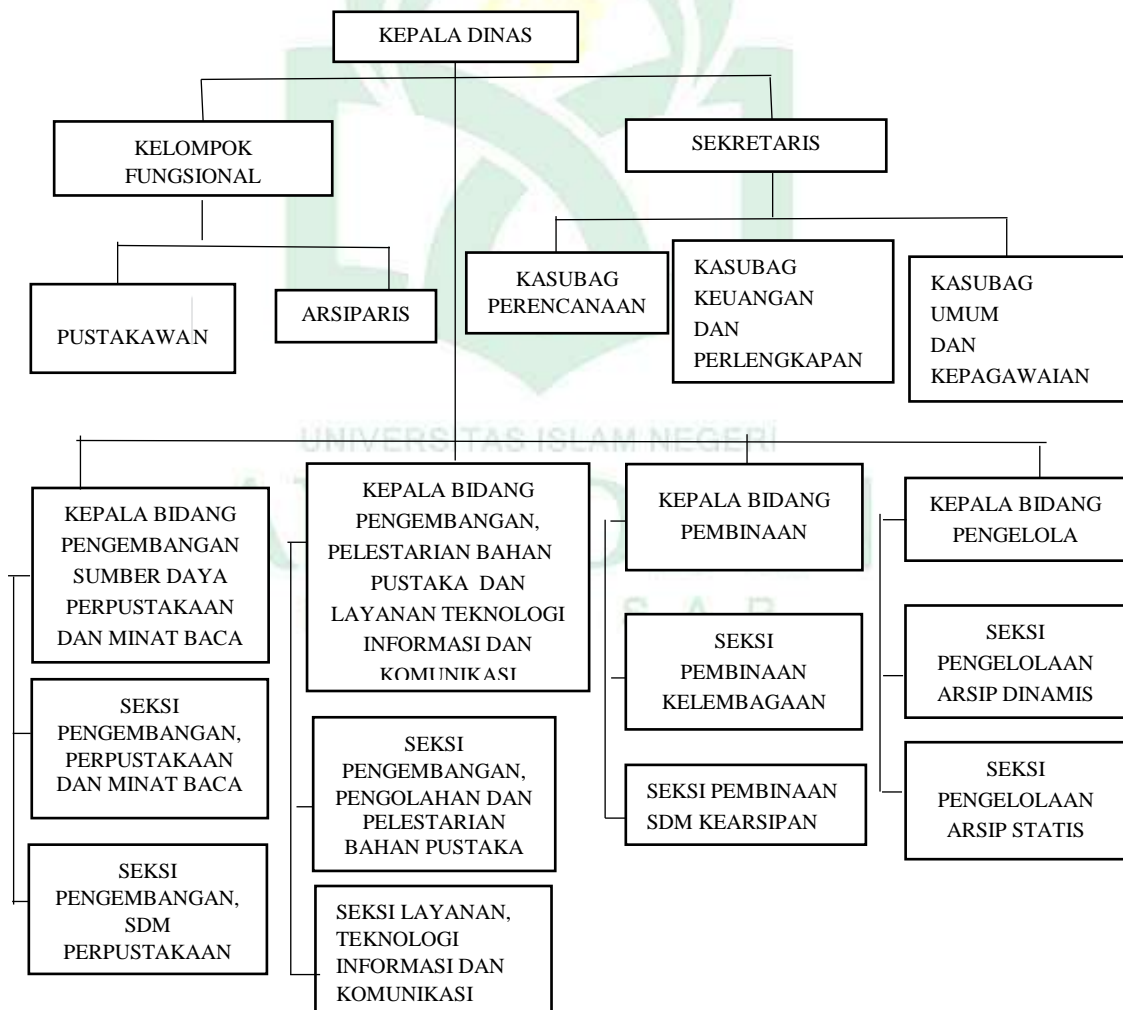 KEPALA DINAS
KELOMPOK
FUNGSIONAL
SEKRETARIS
PUSTAKAWAN
ARSIPARIS
KASUBAG
PERENCANAAN
KASUBAG
KEUANGAN
DAN
PERLENGKAPAN
KASUBAG
UMUM
DAN
KEPAGAWAIAN
UNIVERSITAS ISLAM NEGERI
KEPALA BIDANG
PENGEMBANGAN
SUMBER DAYA
PERPUSTAKAAN
DAN MINAT BACA
KEPALA BIDANG
PENGEMBANGAN,
PELESTARIAN BAHAN
PUSTAKA DAN
LAYANAN TEKNOLOGI
INFORMASI DAN
KOMUNIKASI
KEPALA BIDANG
PEMBINAAN
KEPALA BIDANG
PENGELOLA
SEKSI
PENGEMBANGAN,
PERPUSTAKAAN
DAN MINAT BACA
SEKSI
PENGEMBANGAN,
PENGOLAHAN DAN
PELESTARIAN
BAHAN PUSTAKA
SEKSI
PEMBINAAN
KELEMBAGAAN
SEKSI
PENGELOLAAN
ARSIP DINAMIS
SEKSI
PENGEMBANGAN,
SDM
PERPUSTAKAAN
SEKSI LAYANAN,
TEKNOLOGI
INFORMASI DAN
KOMUNIKASI
SEKSI PEMBINAAN
SDM KEARSIPAN
SEKSI
PENGELOLAAN
ARSIP STATIS